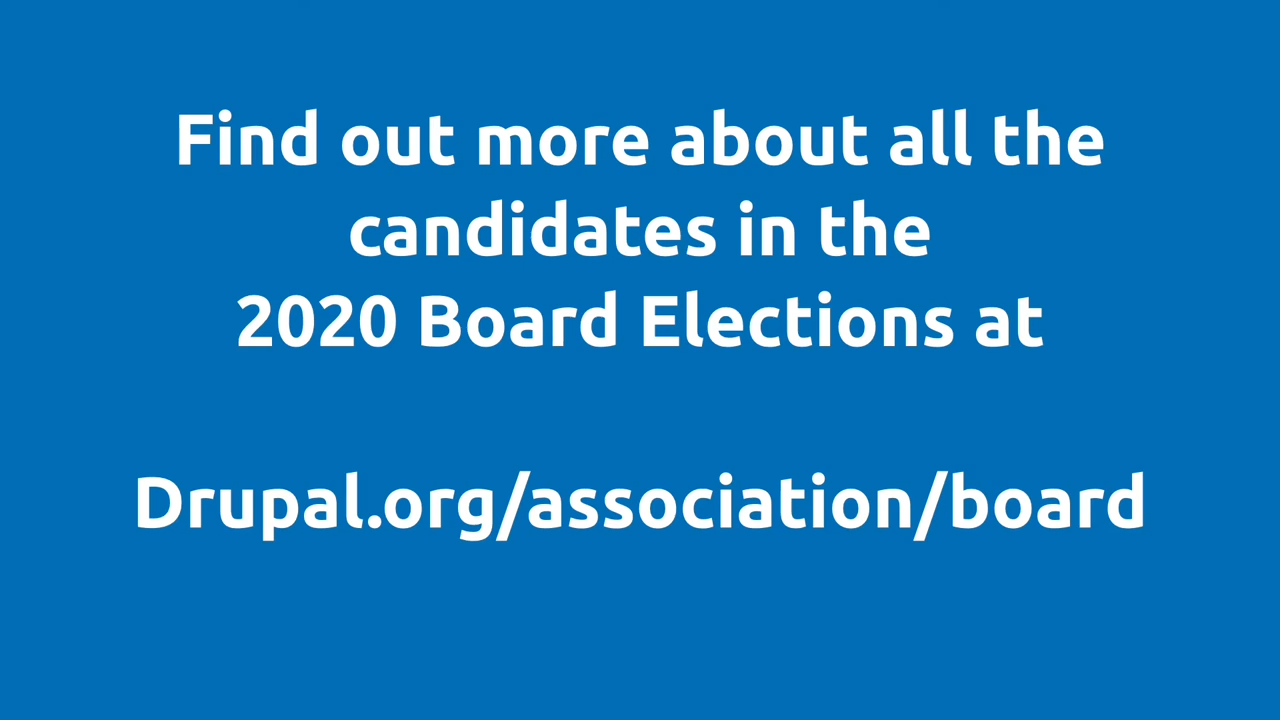 Find out more about all the
candidates in the
2020 Board Elections at
Drupal.org/association/board